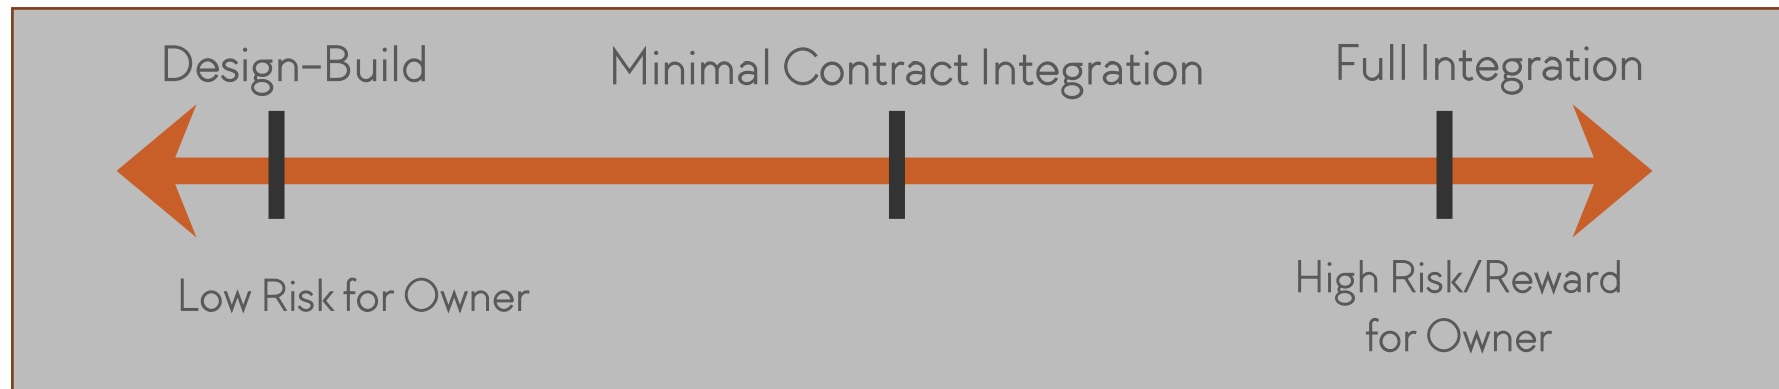 Design-Build
Minimal Contract Integration
Full Integration
Low Risk for Owner
High Risk/Reward
for Owner